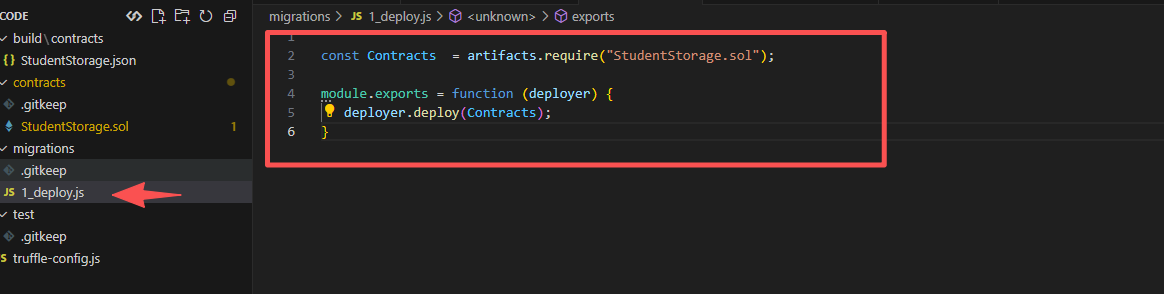 CODE
build\contracts
{} StudentStorage.json
contracts
.gitkeep
StudentStorage.sol 1
migrations
.gitkeep
JS 1_deploy.js
test
.gitkeep
JS truffle-config.js
migrations > JS 1_deploy.js > <unknown> > exports
1
2 const Contracts  = artifacts.require("StudentStorage.sol");
3
4 module.exports = function (deployer) {
5 deployer.deploy(Contracts);
6 }